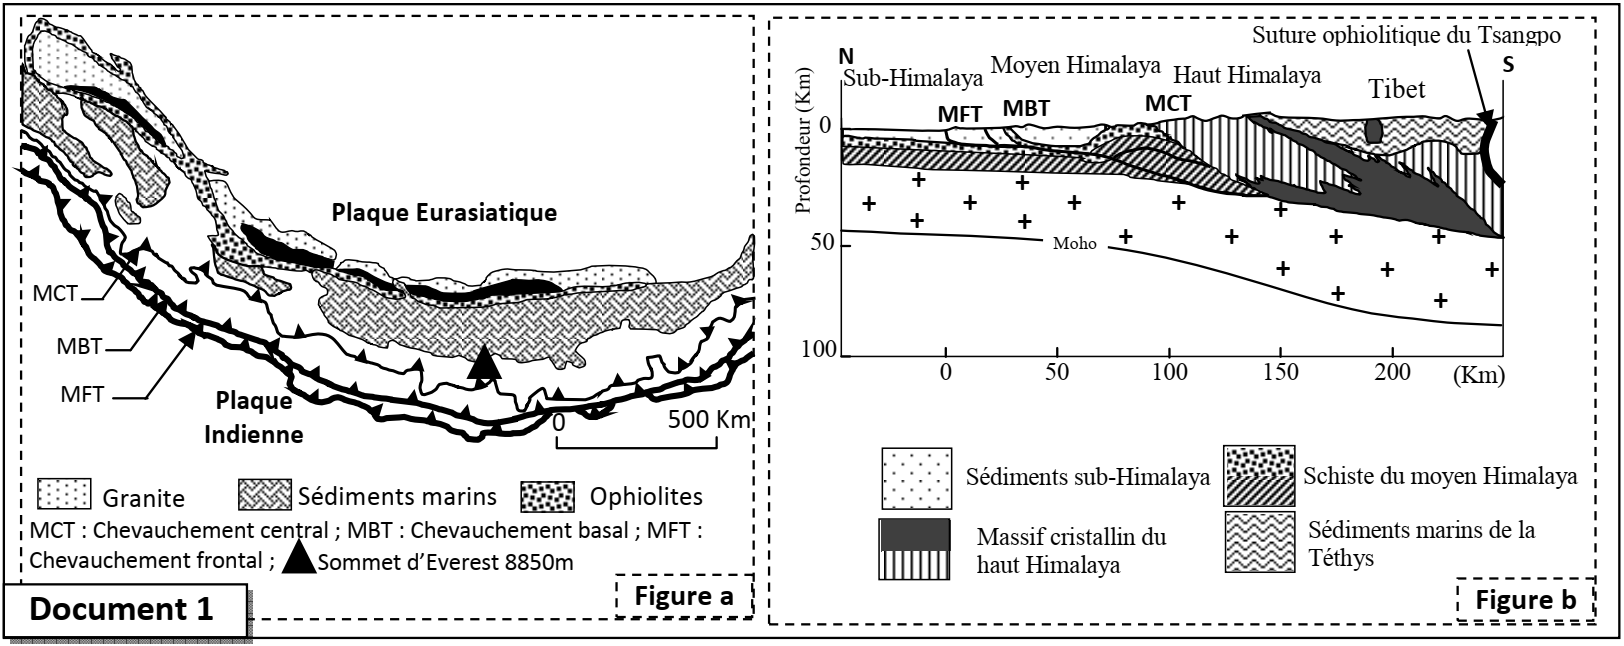 Plaque Eurasiatique
MCT
MBT
MFT
Plaque
Indienne
0
500 Km
Granite
Sédiments marins
Ophiolites
MCT : Chevauchement central ; MBT : Chevauchement basal ; MFT :
Chevauchement frontal ;
Sommet d'Everest 8850m
Figure a
Document 1
Suture ophiolitique du Tsangpo
N
S
Sub-Himalaya
Moyen Himalaya
Haut Himalaya
Tibet
MFT
MBT
MCT
Profondeur (Km)
0
50
100
Moho
0
50
100
150
200
(Km)
Sédiments sub-Himalaya
Schiste du moyen Himalaya
Massif cristallin du
haut Himalaya
Sédiments marins de la
Téthys
Figure b